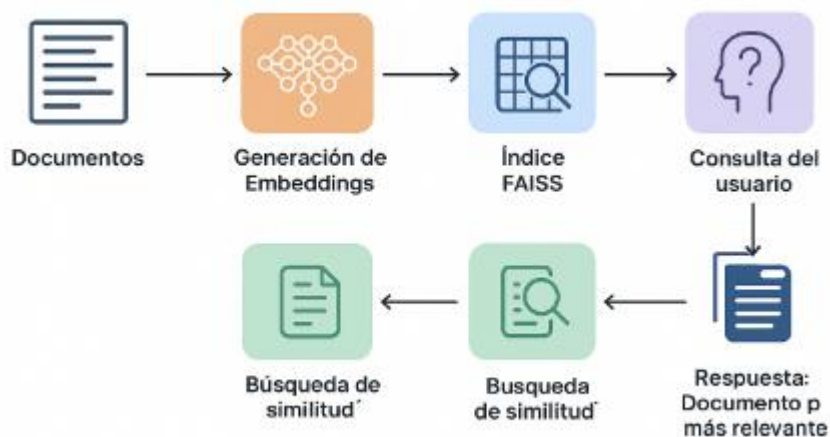 Documentos
Generación de
Embeddings
Índice
FAISS
Consulta del
usuario
Búsqueda de
similitud´
Busqueda
de similitud´
Respuesta:
Documento p
más relevante